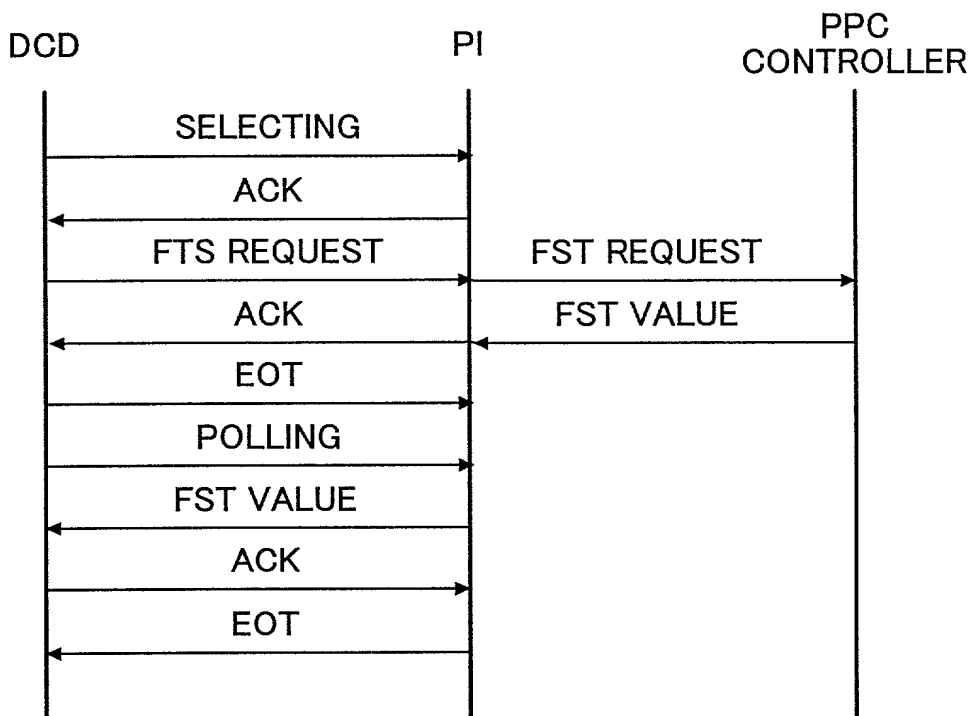 DCD
PI
PPC
CONTROLLER
SELECTING
ACK
FTS REQUEST
FST REQUEST
ACK
FST VALUE
EOT
POLLING
FST VALUE
ACK
EOT